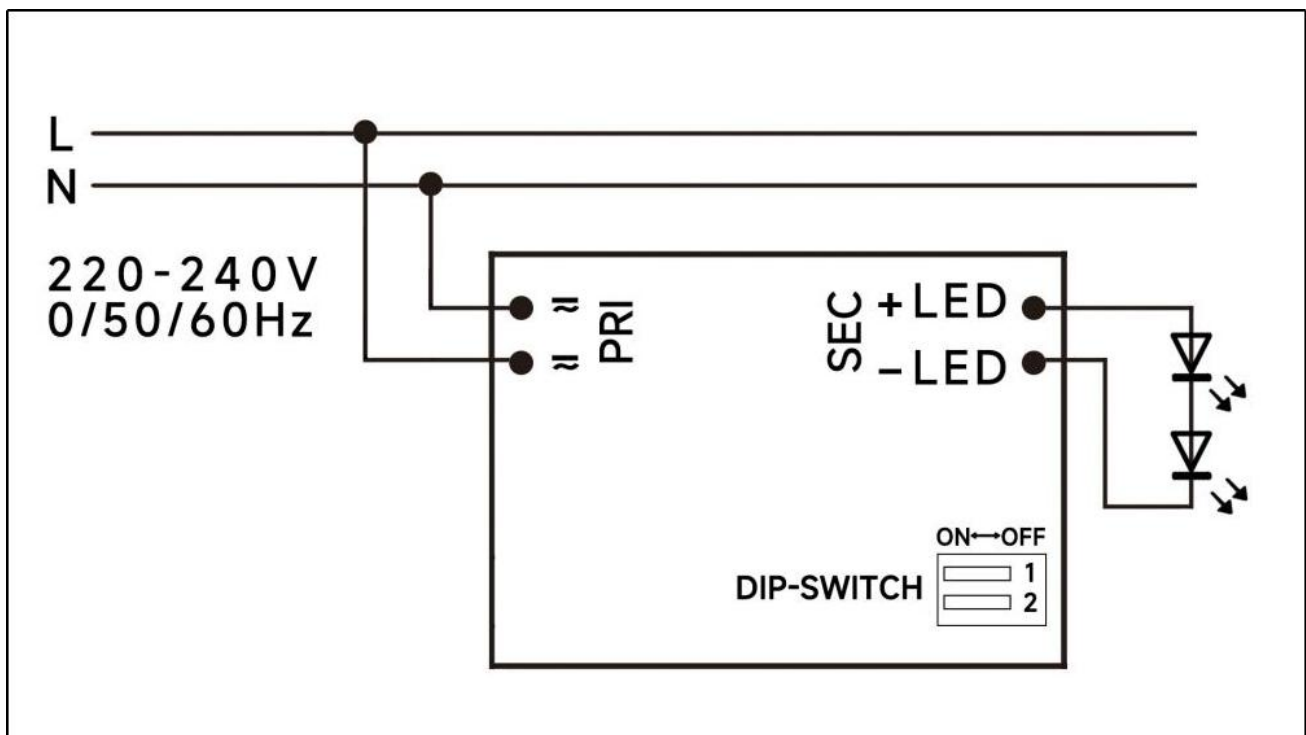 L
N
220-240V
0/50/60Hz
PRI
SEC
+LED
–LED
ON↔OFF
DIP-SWITCH
1
2